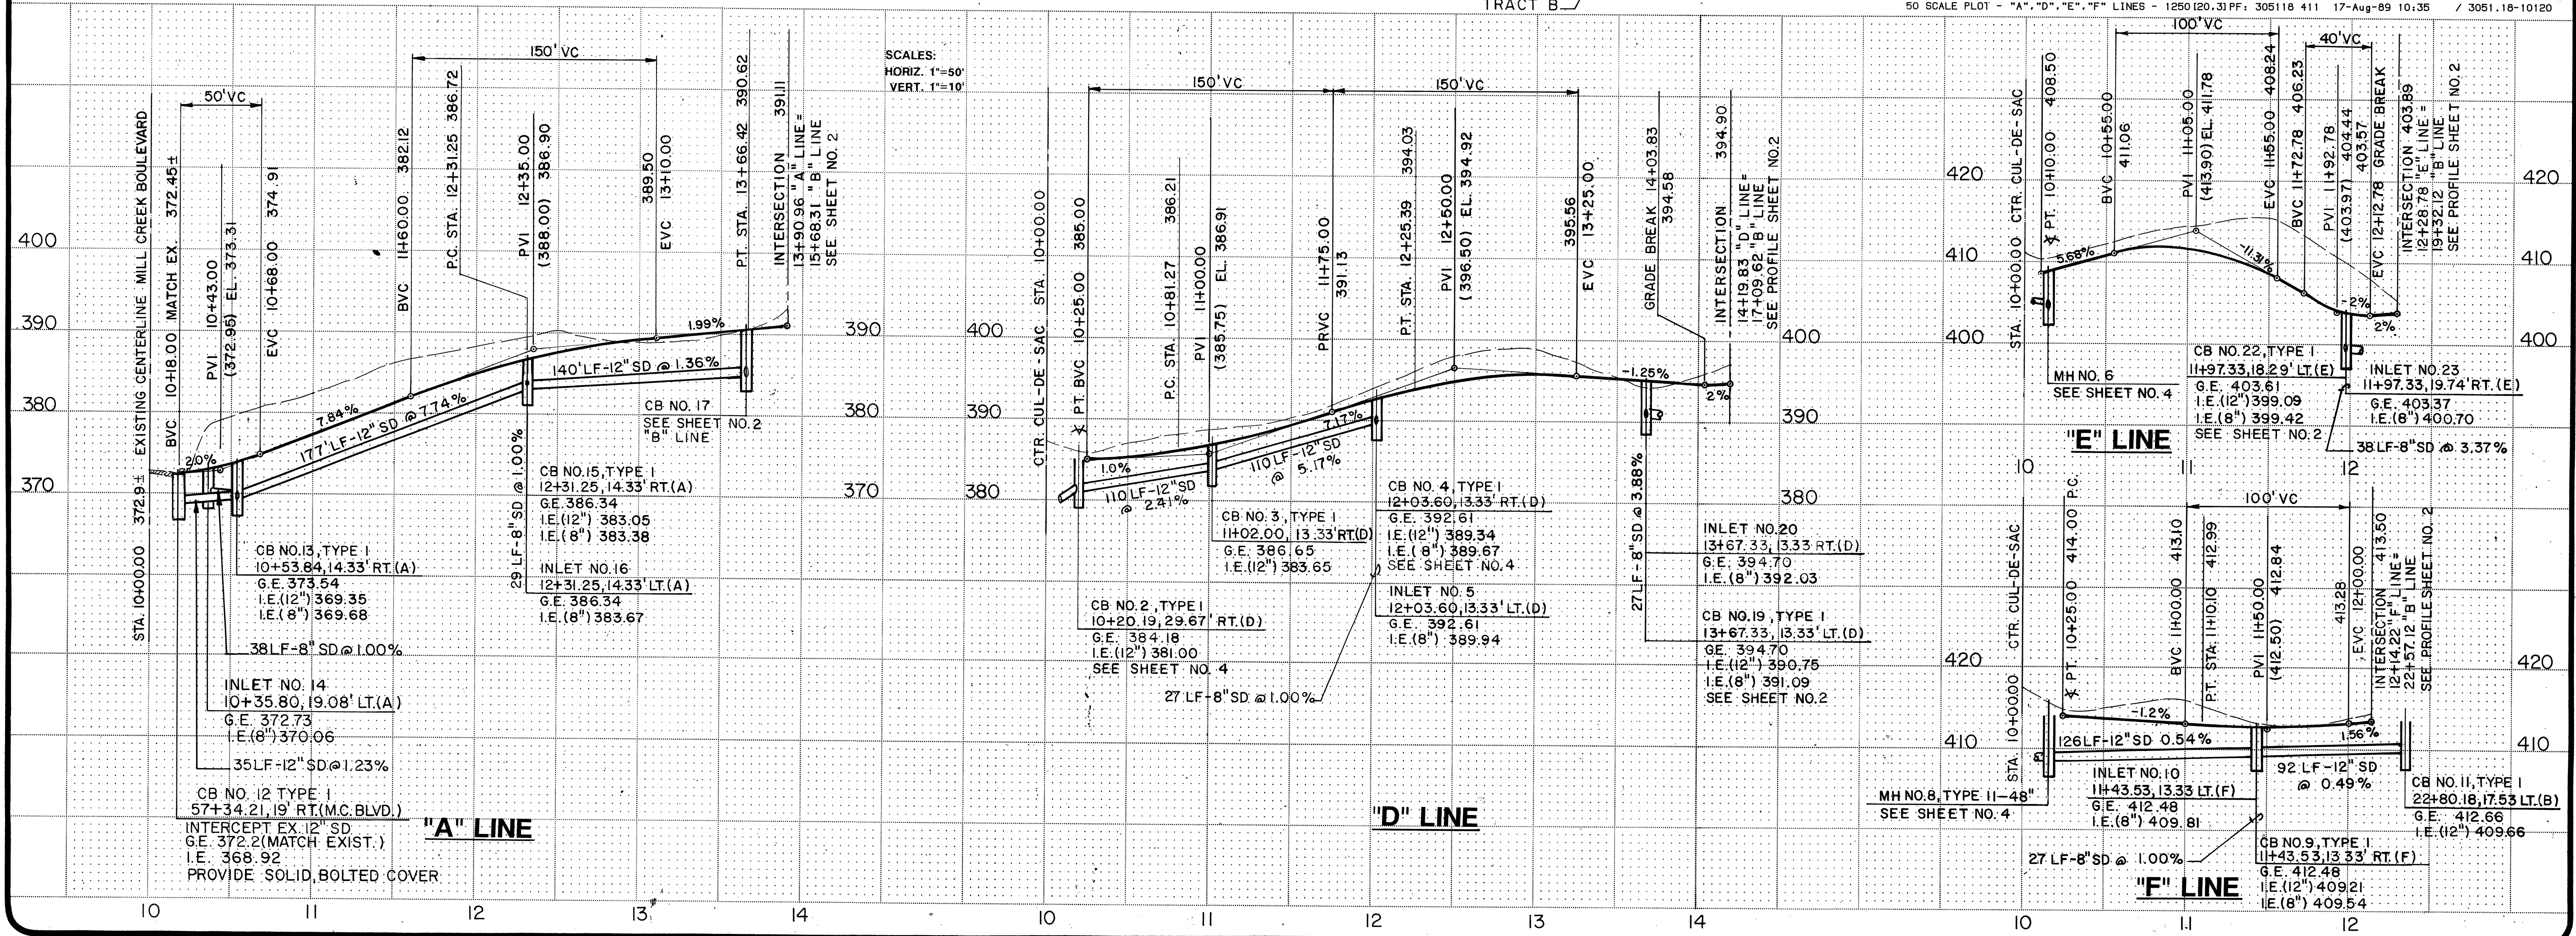 TRACT B
50 SCALE PLOT - "A","D","E","F" LINES - 1250 [20,3] PF: 305118 411 17-Aug-89 10:35 / 3051.18-10120
SCALES:
HORIZ. 1"=50'
VERT. 1"=10'
50' VC
150' VC
STA. 10+00.00 372.9± EXISTING CENTERLINE MILL CREEK BOULEVARD
BVC 10-18.00 MATCH EX. 372.45±
PVI 10+43.00
(372.95) EL. 373.31
EVC 10+68.00 374.91
BVC 11+60.00 382.12
P.C. STA. 12+31.25 386.72
PVI 12+35.00
(388.00) 386.90
389.50
EVC 13+10.00
P.T. STA. 13+66.42 390.62
INTERSECTION 391.11
13+90.96 "A" LINE =
15+68.31 "B" LINE
SEE SHEET NO. 2
400
390
380
370
390
380
370
2.0%
7.84%
177' LF-12" SD @ 7.74%
1.99%
140' LF-12" SD @ 1.36%
CB NO. 17
SEE SHEET NO. 2
"B" LINE
29 LF-8" SD @ 1.00%
CB NO.15, TYPE 1
12+31.25, 14.33' RT.(A)
G.E. 386.34
I.E.(12") 383.05
I.E.(8") 383.38
INLET NO.16
12+31.25, 14.33' LT.(A)
G.E. 386.34
I.E.(8") 383.67
CB NO.13, TYPE 1
10+53.84, 14.33' RT.(A)
G.E. 373.54
I.E.(12") 369.35
I.E.(8") 369.68
38 LF-8" SD @ 1.00%
INLET NO. 14
10+35.80, 19.08' LT.(A)
G.E. 372.73
I.E.(8") 370.06
35 LF-12" SD @ 1.23%
CB NO. 12 TYPE 1
57+34.21, 19' RT.(M.C. BLVD.)
INTERCEPT EX. 12" SD
G.E. 372.2 (MATCH EXIST.)
I.E. 368.92
PROVIDE SOLID, BOLTED COVER
"A" LINE
10 11 12 13 14
150' VC
150' VC
CTR. CUL-DE-SAC STA. 10+00.00
PT. BVC 10+25.00 385.00
P.C. STA. 10+81.27 386.21
PVI 11+00.00
(385.75) EL. 386.91
PRVC 11+75.00
391.13
P.T. STA. 12+25.39 394.03
PVI 12+50.00
(396.50) EL. 394.92
395.56
EVC 13+25.00
GRADE BREAK 14+03.83
394.58
INTERSECTION 394.90
14+19.83 "D" LINE=
17+09.62 "B" LINE
SEE PROFILE SHEET NO.2
400
390
380
400
390
380
1.0%
110 LF-12" SD
@ 2.41%
110 LF-12" SD
@ 5.17%
7.17%
-1.25%
2%
CB NO. 4, TYPE 1
12+03.60, 13.33' RT.(D)
G.E. 392.61
I.E.(12") 389.34
I.E.(8") 389.67
SEE SHEET NO.4
CB NO. 3, TYPE 1
11+02.00, 13.33' RT.(D)
G.E. 386.65
I.E.(12") 383.65
INLET NO. 5
12+03.60, 13.33' LT.(D)
G.E. 392.61
I.E.(8") 389.94
CB NO. 2, TYPE 1
10+20.19, 29.67' RT.(D)
G.E. 384.18
I.E.(12") 381.00
SEE SHEET NO. 4
27 LF-8" SD @ 1.00%
27 LF-8" SD @ 3.88%
INLET NO.20
13+67.33, 13.33 RT.(D)
G.E. 394.70
I.E.(8") 392.03
CB NO.19, TYPE 1
13+67.33, 13.33' LT.(D)
G.E. 394.70
I.E.(12") 390.75
I.E.(8") 391.09
SEE SHEET NO.2
"D" LINE
10 11 12 13 14
100' VC
40' VC
STA. 10+00.00 CTR. CUL-DE-SAC
PT. 10+10.00 408.50
BVC 10+55.00
411.06
PVI 11+05.00
(413.90) EL. 411.78
EVC 11+55.00 408.24
BVC 11+72.78 406.23
PVI 11+92.78
(403.97) 404.44
403.57
EVC 12+12.78 GRADE BREAK
INTERSECTION 403.89
12+28.78 "E" LINE=
19+32.12 "B" LINE
SEE PROFILE SHEET NO. 2
420
410
400
420
410
400
5.68%
-11.31%
-2%
2%
MH NO. 6
SEE SHEET NO. 4
CB NO. 22, TYPE 1
11+97.33, 18.29' LT.(E)
G.E. 403.61
I.E.(12") 399.09
I.E.(8") 399.42
SEE SHEET NO. 2
INLET NO.23
11+97.33, 19.74' RT.(E)
G.E. 403.37
I.E.(8") 400.70
38 LF-8" SD @ 3.37%
"E" LINE
10 11 12
100' VC
STA. 10+00.00 CTR. CUL-DE-SAC
PT. 10+25.00 414.00 P.C.
BVC 11+00.00 413.10
P.T. STA. 11+10.10 412.99
PVI 11+50.00
(412.50) 412.84
413.28
EVC 12+00.00
INTERSECTION 413.50
12+14.22 "F" LINE=
22+57.12 "B" LINE
SEE PROFILE SHEET NO. 2
420
410
420
410
-1.2%
1.56%
126 LF-12" SD 0.54%
92 LF-12" SD
@ 0.49%
MH NO.8, TYPE 11-48"
SEE SHEET NO. 4
INLET NO. 10
11+43.53, 13.33 LT.(F)
G.E. 412.48
I.E.(8") 409.81
CB NO. 11, TYPE 1
22+80.18, 17.53 LT.(B)
G.E. 412.66
I.E.(12") 409.66
27 LF-8" SD @ 1.00%
CB NO.9, TYPE 1
11+43.53, 13.33' RT.(F)
G.E. 412.48
I.E.(12") 409.21
I.E.(8") 409.54
"F" LINE
10 11 12